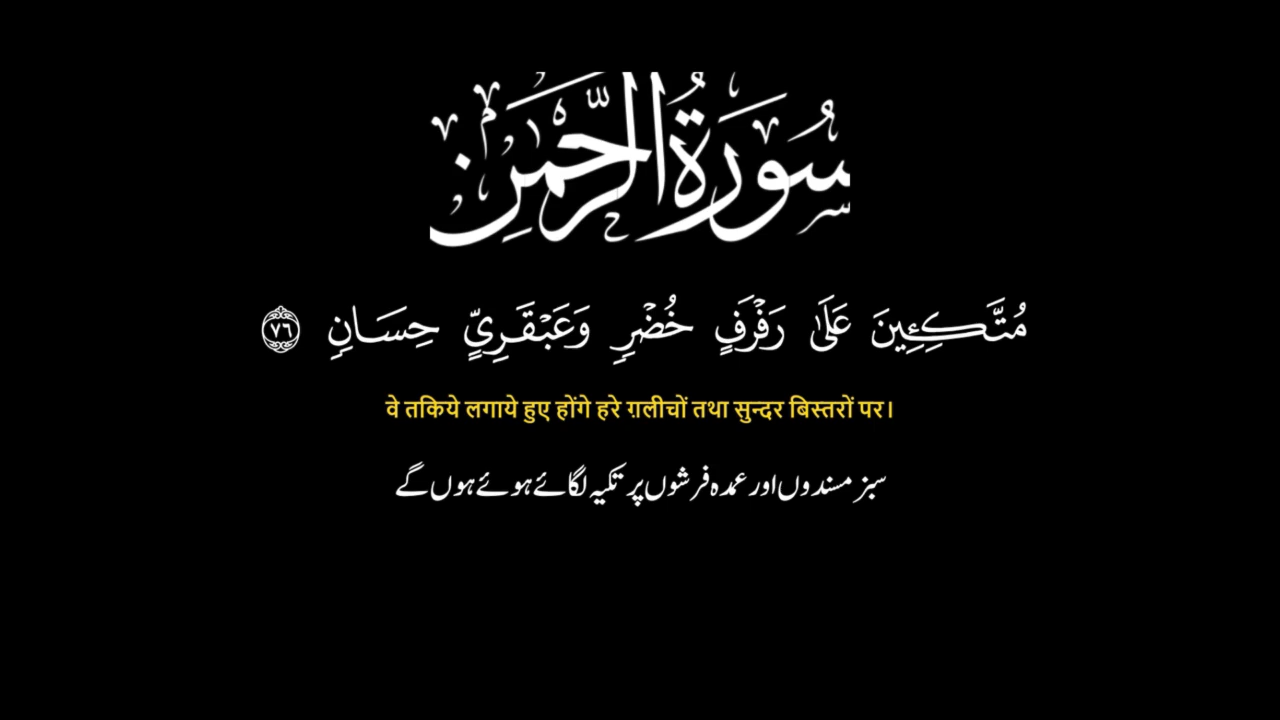 سُورَةُ الرَّحْمَنِ
مُتَّكِـِٔينَ عَلَىٰ رَفْرَفٍ خُضْرٍ وَعَبْقَرِىٍّ حِسَانٍ ٧٦
वे तकिये लगाये हुए होंगे हरे ग़लीचों तथा सुन्दर बिस्तरों पर।
سبز مسندوں اور عمدہ فرشوں پر تکیہ لگائے ہوئے ہوں گے